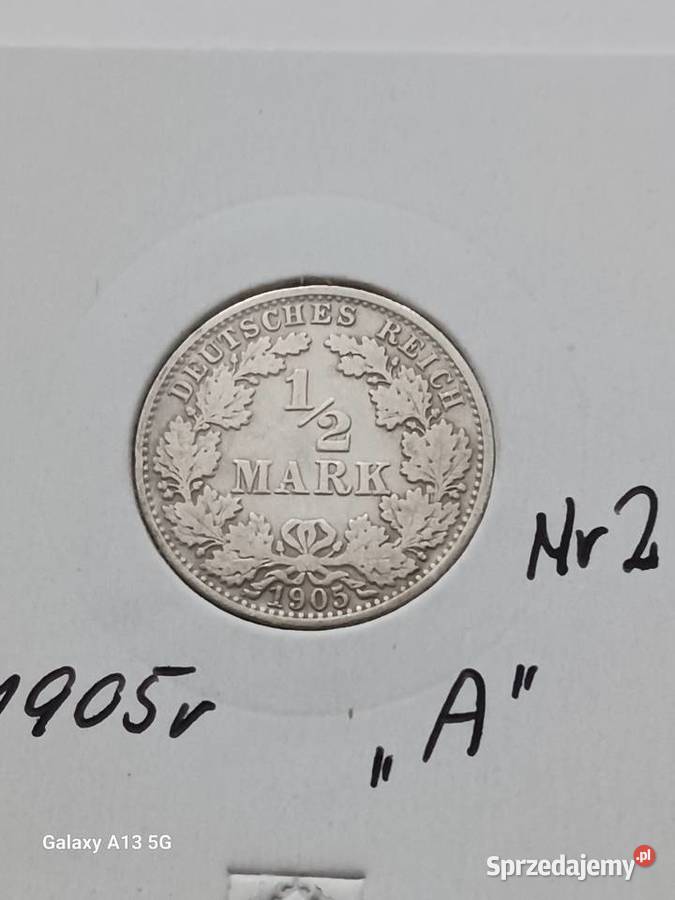 DEUTSCHES REICH
1/2
MARK
1905
Nr 2
1905r
„A"
Galaxy A13 5G
Sprzedajemy.pl